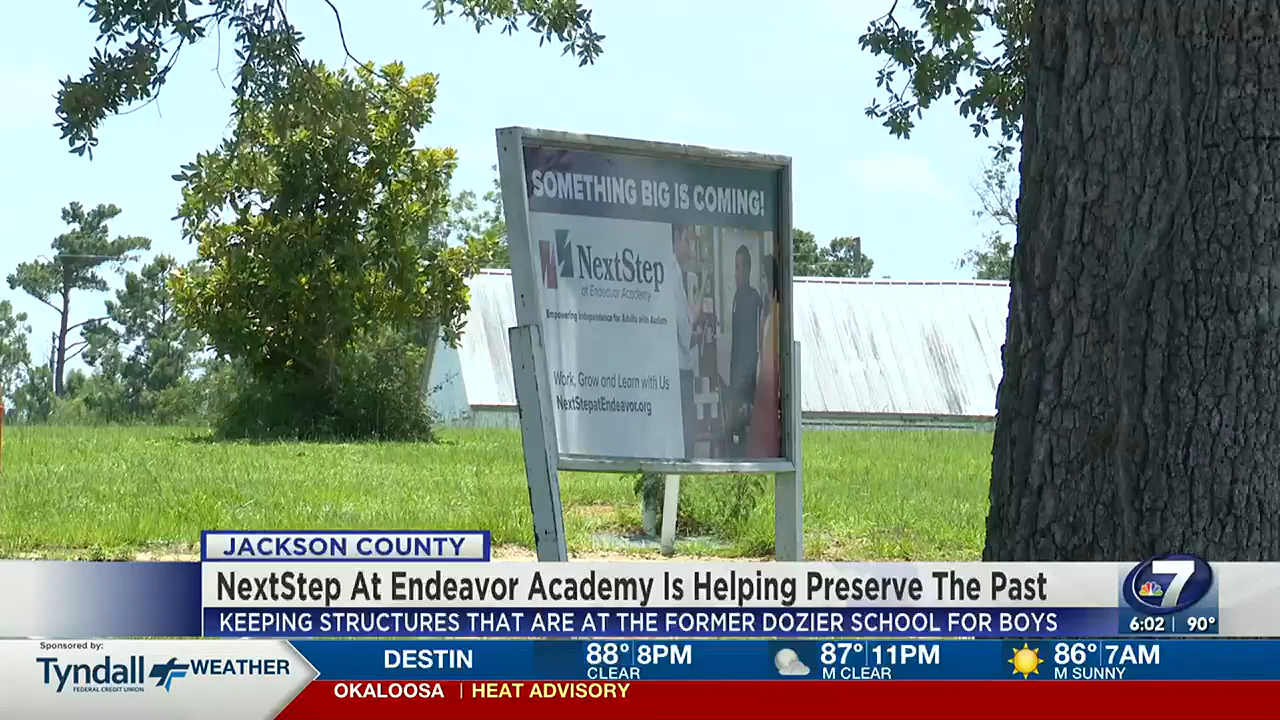 SOMETHING BIG IS COMING!
NextStep
at Endeavor Academy
Empowering Independence for Adults with Autism
Work, Grow and Learn with Us
NextStepatEndeavor.org
JACKSON COUNTY
NextStep At Endeavor Academy Is Helping Preserve The Past
KEEPING STRUCTURES THAT ARE AT THE FORMER DOZIER SCHOOL FOR BOYS
7
6:02 | 90°
Sponsored by:
Tyndall WEATHER
FEDERAL CREDIT UNION
DESTIN
88° 8PM
CLEAR
87° 11PM
M CLEAR
86° 7AM
M SUNNY
OKALOOSA | HEAT ADVISORY